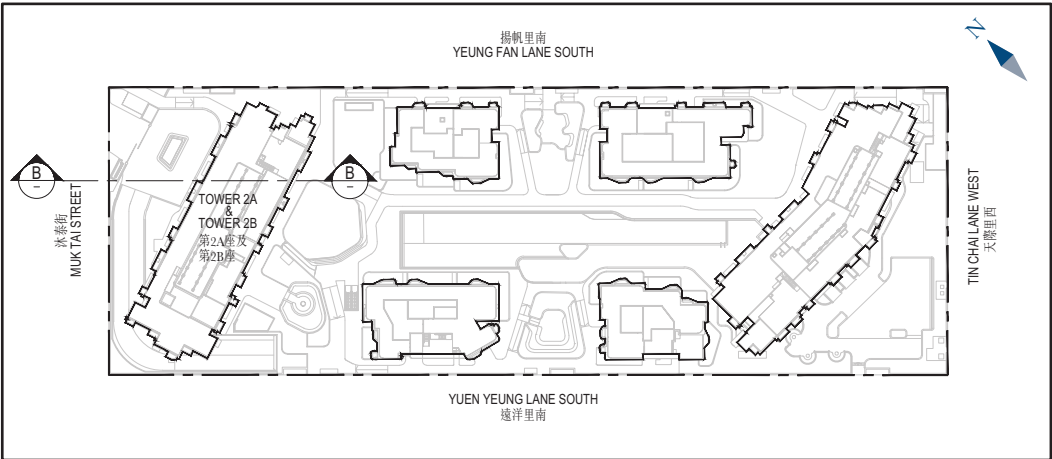 揚帆里南
YEUNG FAN LANE SOUTH
N
B
–
B
–
沐泰街
MUK TAI STREET
TOWER 2A
&
TOWER 2B
第2A座及
第2B座
TIN CHAI LANE WEST
天際里西
YUEN YEUNG LANE SOUTH
遠洋里南